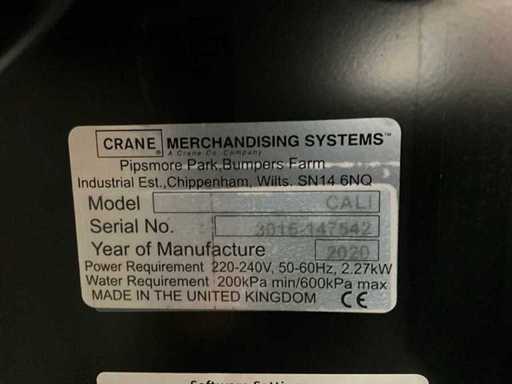 CRANE® MERCHANDISING SYSTEMS™
A Crane Co. Company
Pipsmore Park,Bumpers Farm
Industrial Est.,Chippenham, Wilts. SN14 6NQ
Model CALI
Serial No. 3016-147542
Year of Manufacture 2020
Power Requirement 220-240V, 50-60Hz, 2.27kW
Water Requirement 200kPa min/600kPa max
MADE IN THE UNITED KINGDOM CE